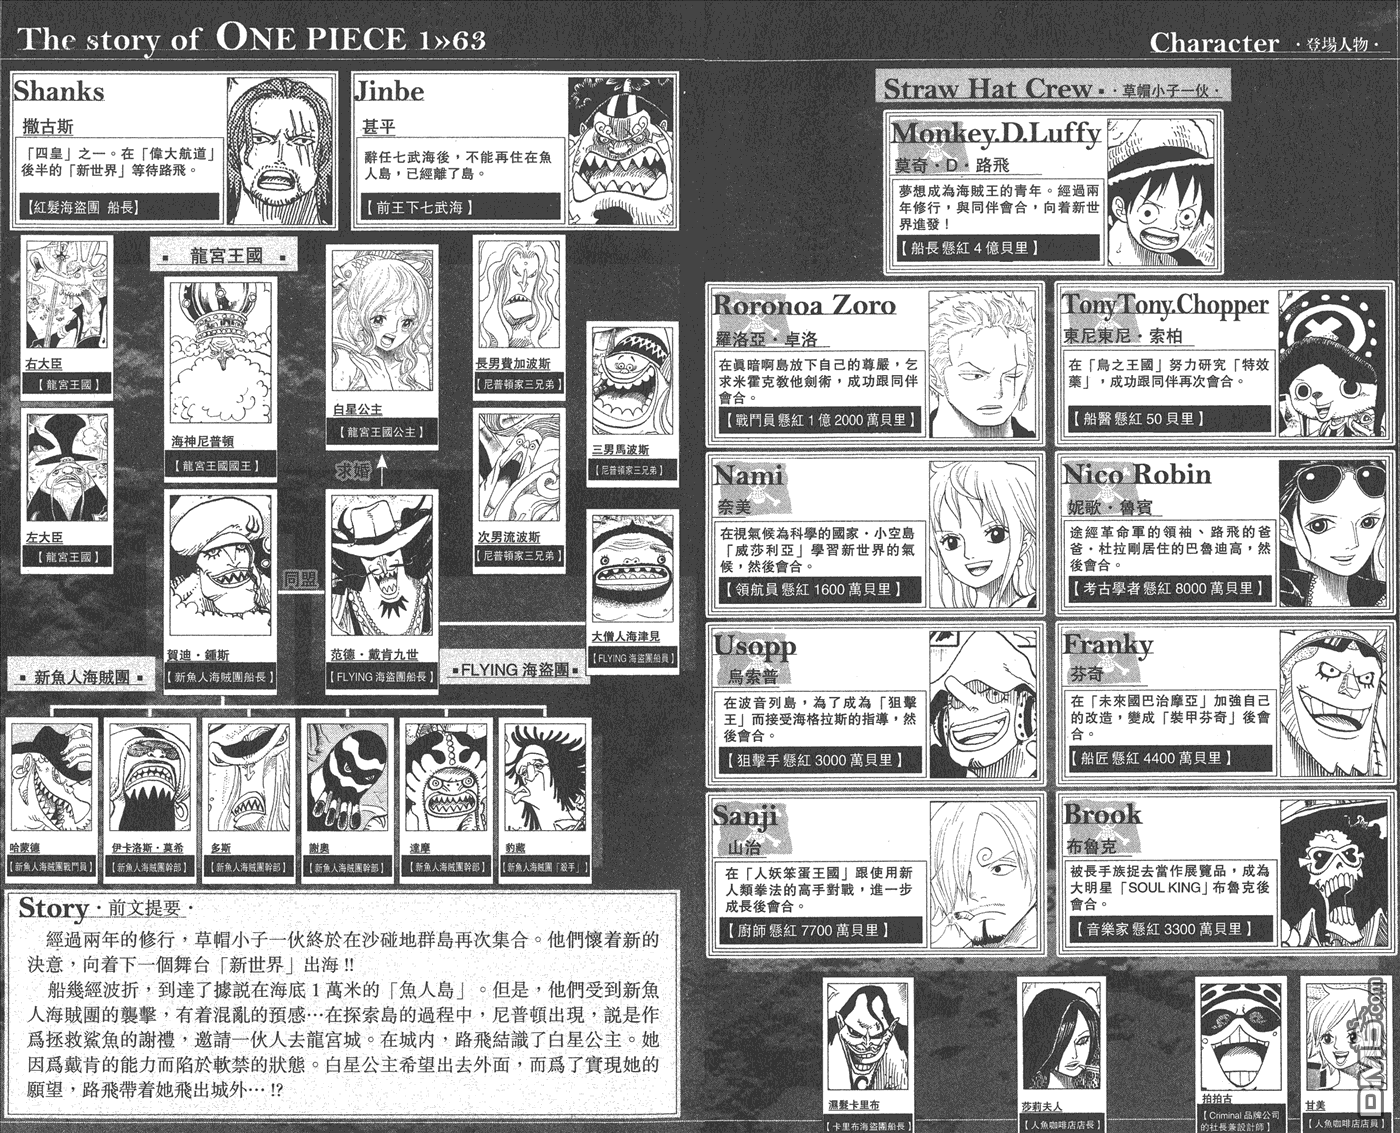 The story of ONE PIECE 1»63
Character ・登場人物・
Shanks
撒古斯
「四皇」之一。在「偉大航道」
後半的「新世界」等待路飛。
【紅髮海盜團 船長】
Jinbe
甚平
辭任七武海後，不能再住在魚
人島，已經離了島。
【前王下七武海】
龍宮王國
右大臣
【龍宮王國】
左大臣
【龍宮王國】
海神尼普頓
【龍宮王國國王】
白星公主
【龍宮王國公主】
長男費加波斯
【尼普頓家三兄弟】
次男流波斯
【尼普頓家三兄弟】
三男馬波斯
【尼普頓家三兄弟】
求婚
同盟
賀迪・鍾斯
【新魚人海賊團船長】
范德・戴肯九世
【FLYING 海盜團船長】
大僧人海津見
【FLYING 海盜團船員】
新魚人海賊團
FLYING 海盜團
哈蒙德
【新魚人海賊團戰鬥員】
伊卡洛斯・莫希
【新魚人海賊團幹部】
多斯
【新魚人海賊團幹部】
謝奧
【新魚人海賊團幹部】
達摩
【新魚人海賊團幹部】
豹藏
【新魚人海賊團「殺手」】
Story・前文提要・
經過兩年的修行，草帽小子一伙終於在沙碰地群島再次集合。他們懷着新的
決意，向着下一個舞台「新世界」出海!!
船幾經波折，到達了據説在海底 1 萬米的「魚人島」。但是，他們受到新魚
人海賊團的襲擊，有着混亂的預感…在探索島的過程中，尼普頓出現，説是作
爲拯救鯊魚的謝禮，邀請一伙人去龍宮城。在城内，路飛結識了白星公主。她
因爲戴肯的能力而陷於軟禁的狀態。白星公主希望出去外面，而爲了實現她的
願望，路飛帶着她飛出城外…!?
Straw Hat Crew・草帽小子一伙・
Monkey.D.Luffy
莫奇・D・路飛
夢想成為海賊王的青年。經過兩
年修行，與同伴會合，向着新世
界進發！
【船長 懸紅 4 億貝里】
Roronoa Zoro
羅洛亞・卓洛
在眞暗啊島放下自己的尊嚴，乞
求米霍克教他劍術，成功跟同伴
會合。
【戰鬥員 懸紅 1 億 2000 萬貝里】
TonyTony.Chopper
東尼東尼・索柏
在「鳥之王國」努力研究「特效
藥」，成功跟同伴再次會合。
【船醫 懸紅 50 貝里】
Nami
奈美
在視氣候為科學的國家・小空島
「威莎利亞」學習新世界的氣
候，然後會合。
【領航員 懸紅 1600 萬貝里】
Nico Robin
妮歌・魯賓
途經革命軍的領袖、路飛的爸
爸・杜拉剛居住的巴魯迪高，然
後會合。
【考古學者 懸紅 8000 萬貝里】
Usopp
烏索普
在波音列島，為了成為「狙擊
王」而接受海格拉斯的指導，然
後會合。
【狙擊手 懸紅 3000 萬貝里】
Franky
芬奇
在「未來國巴治摩亞」加強自己
的改造，變成「裝甲芬奇」後會
合。
【船匠 懸紅 4400 萬貝里】
Sanji
山治
在「人妖笨蛋王國」跟使用新
人類拳法的高手對戰，進一步
成長後會合。
【廚師 懸紅 7700 萬貝里】
Brook
布魯克
被長手族捉去當作展覽品，成為
大明星「SOUL KING」布魯克後
會合。
【音樂家 懸紅 3300 萬貝里】
濕髮卡里布
【卡里布海盜團船長】
莎莉夫人
【人魚咖啡店店長】
拍拍古
【Criminal 品牌公司
的社長兼設計師】
甘美
【人魚咖啡店店員】
DM5.com